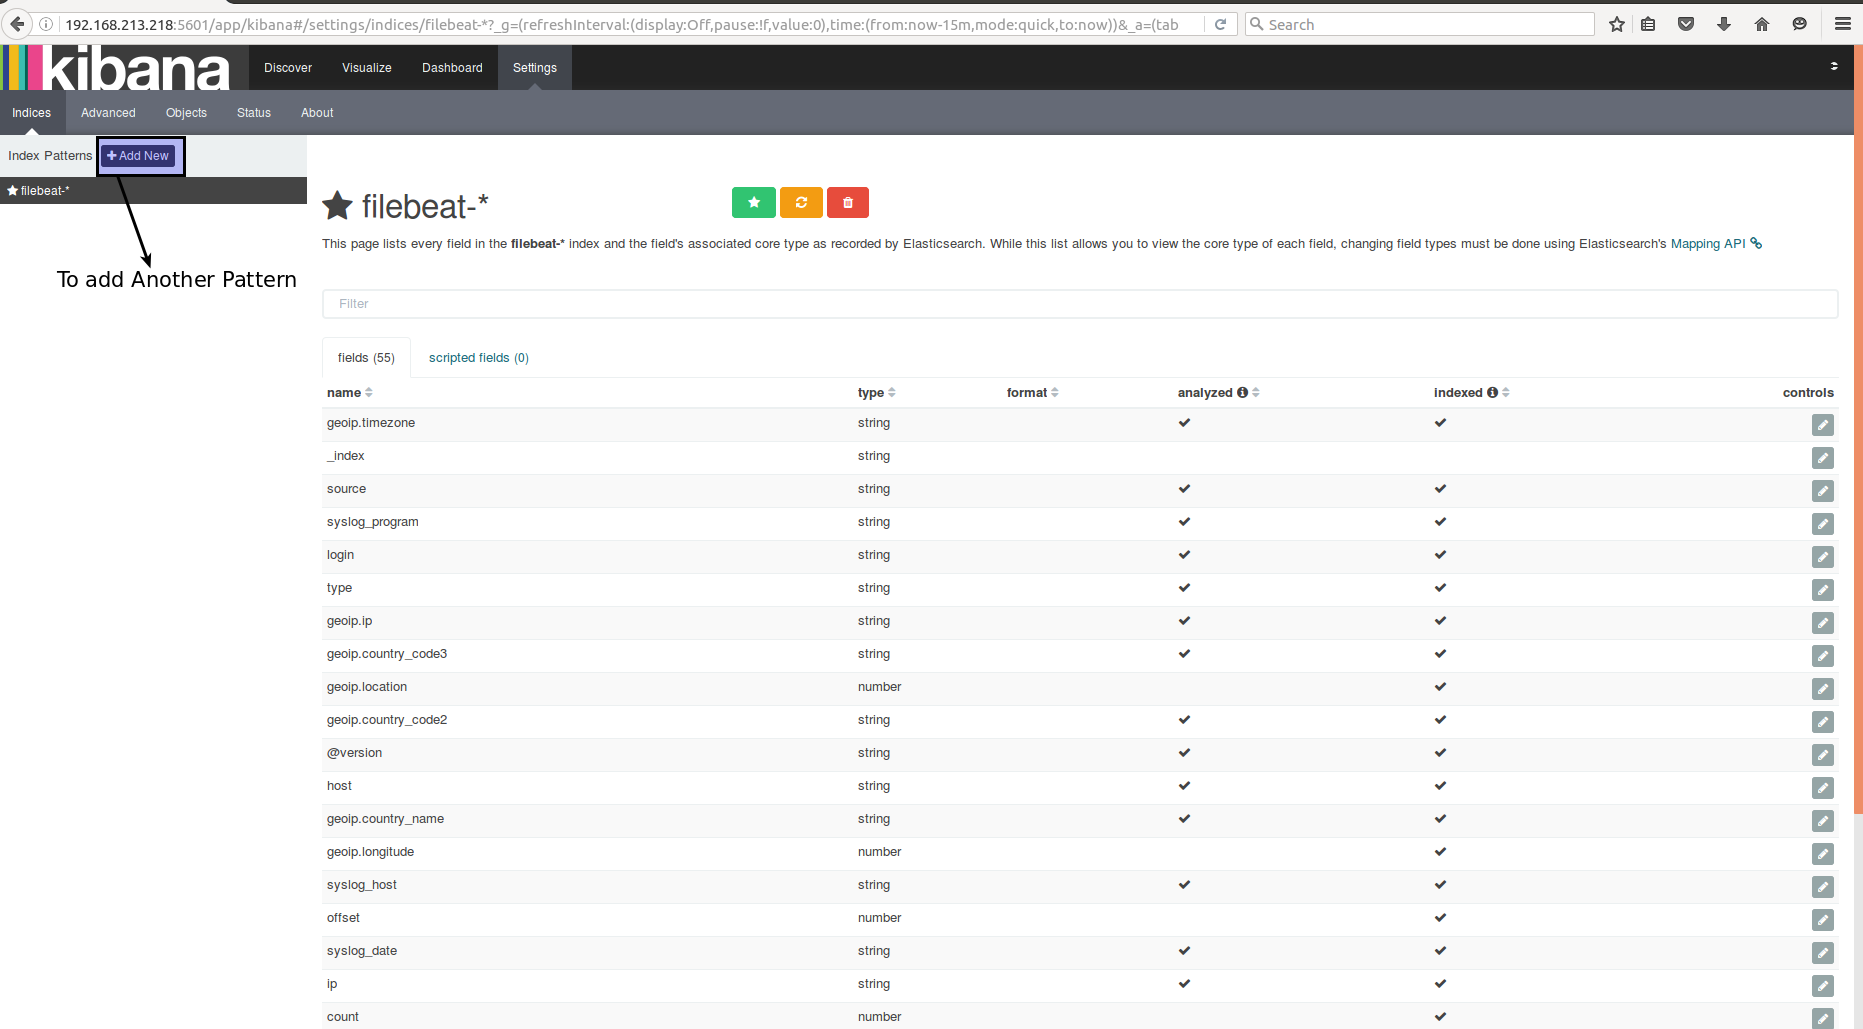 192.168.213.218:5601/app/kibana#/settings/indices/filebeat-*?_g=(refreshInterval:(display:Off,pause:!f,value:0),time:(from:now-15m,mode:quick,to:now))&_a=(tab
Search
kibana
Discover Visualize Dashboard Settings
Indices Advanced Objects Status About
Index Patterns Add New
filebeat-*
To add Another Pattern
filebeat-*
This page lists every field in the filebeat-* index and the field's associated core type as recorded by Elasticsearch. While this list allows you to view the core type of each field, changing field types must be done using Elasticsearch's Mapping API
Filter
fields (55) scripted fields (0)
name type format analyzed indexed controls
geoip.timezone string
_index string
source string
syslog_program string
login string
type string
geoip.ip string
geoip.country_code3 string
geoip.location number
geoip.country_code2 string
@version string
host string
geoip.country_name string
geoip.longitude number
syslog_host string
offset number
syslog_date string
ip string
count number